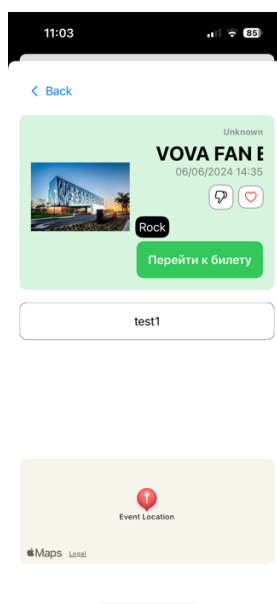 11:03
85
Back
Unknown
VOVA FAN E
06/06/2024 14:35
Rock
Перейти к билету
test1
Event Location
Maps Legal